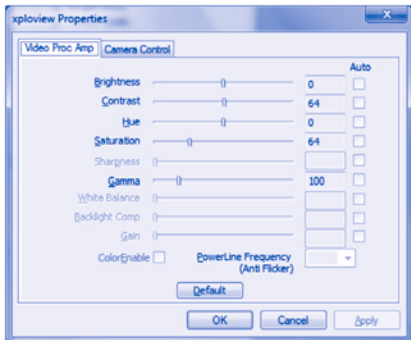 xploview Properties
Video Proc Amp Camera Control
Auto
Brightness 0
Contrast 64
Hue 0
Saturation 64
Sharpness
Gamma 100
White Balance
Backlight Comp
Gain
ColorEnable PowerLine Frequency
(Anti Flicker)
Default
OK Cancel Apply